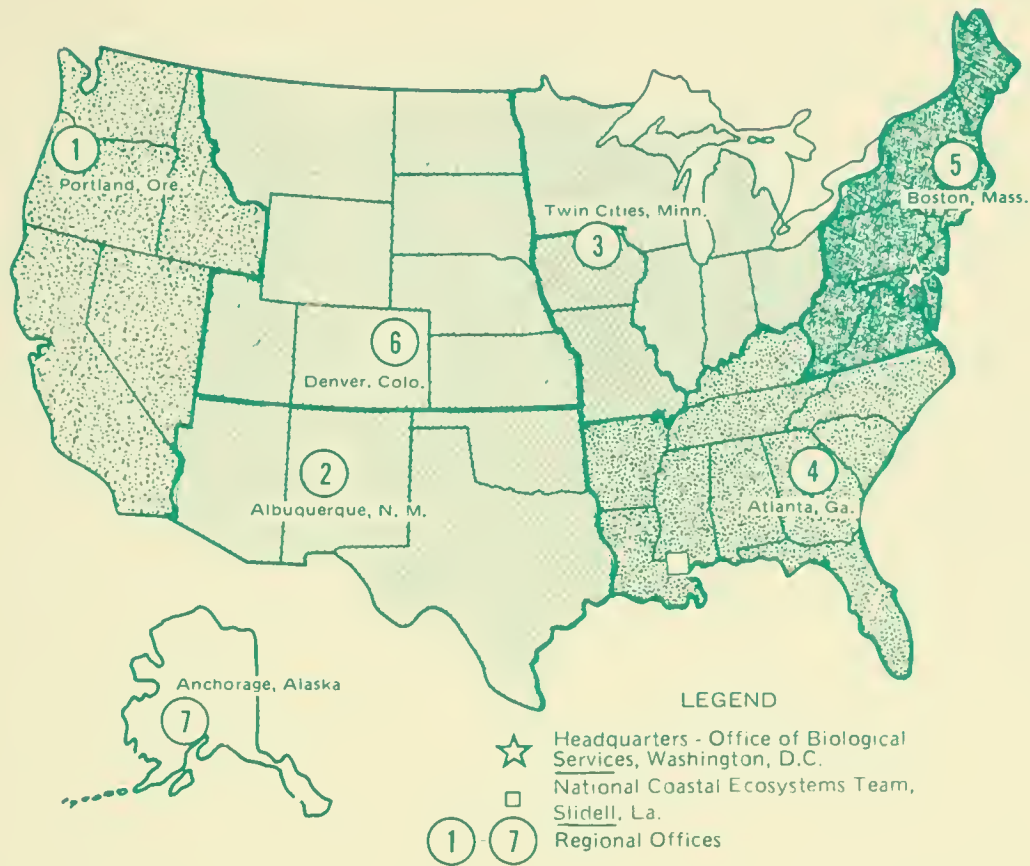 1
Portland, Ore.
5
Boston, Mass.
Twin Cities, Minn.
3
6
Denver, Colo.
2
Albuquerque, N. M.
4
Atlanta, Ga.
Anchorage, Alaska
7
LEGEND
Headquarters - Office of Biological
Services, Washington, D.C.
National Coastal Ecosystems Team,
Slidell, La.
1 - 7 Regional Offices